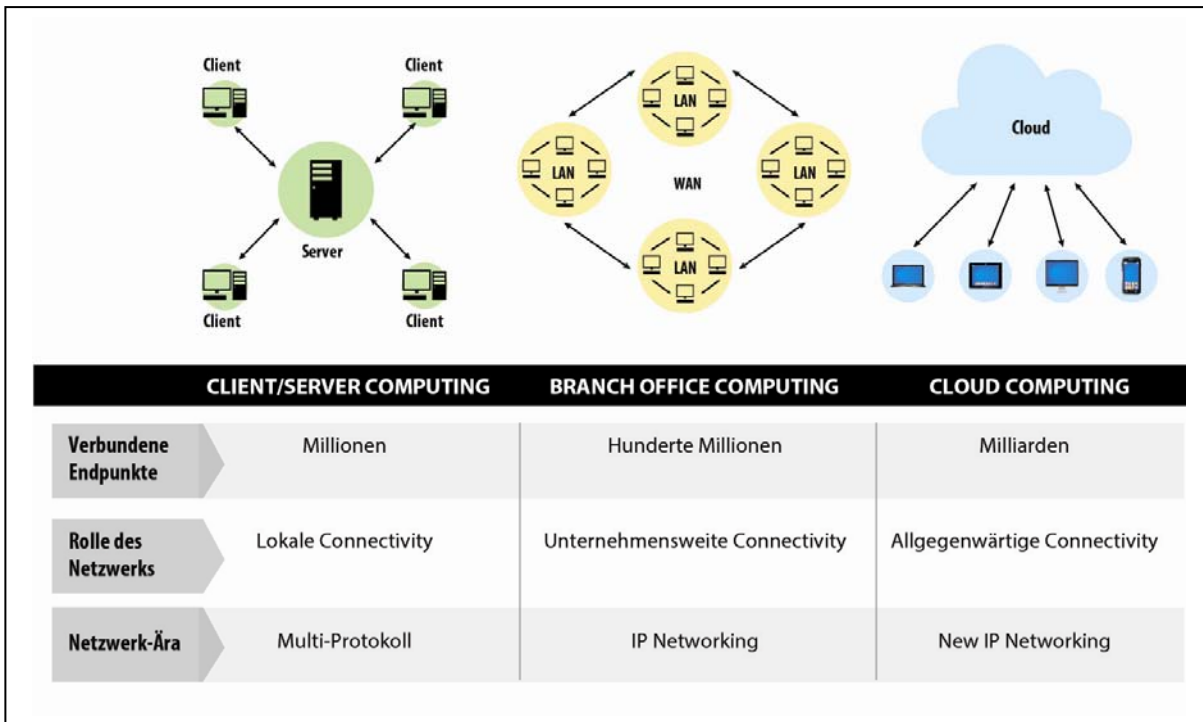 Client
Client
Server
Client
Client
LAN
LAN
WAN
LAN
LAN
Cloud
CLIENT/SERVER COMPUTING
BRANCH OFFICE COMPUTING
CLOUD COMPUTING
Verbundene
Endpunkte
Millionen
Hunderte Millionen
Milliarden
Rolle des
Netzwerks
Lokale Connectivity
Unternehmensweite Connectivity
Allgegenwärtige Connectivity
Netzwerk-Ära
Multi-Protokoll
IP Networking
New IP Networking